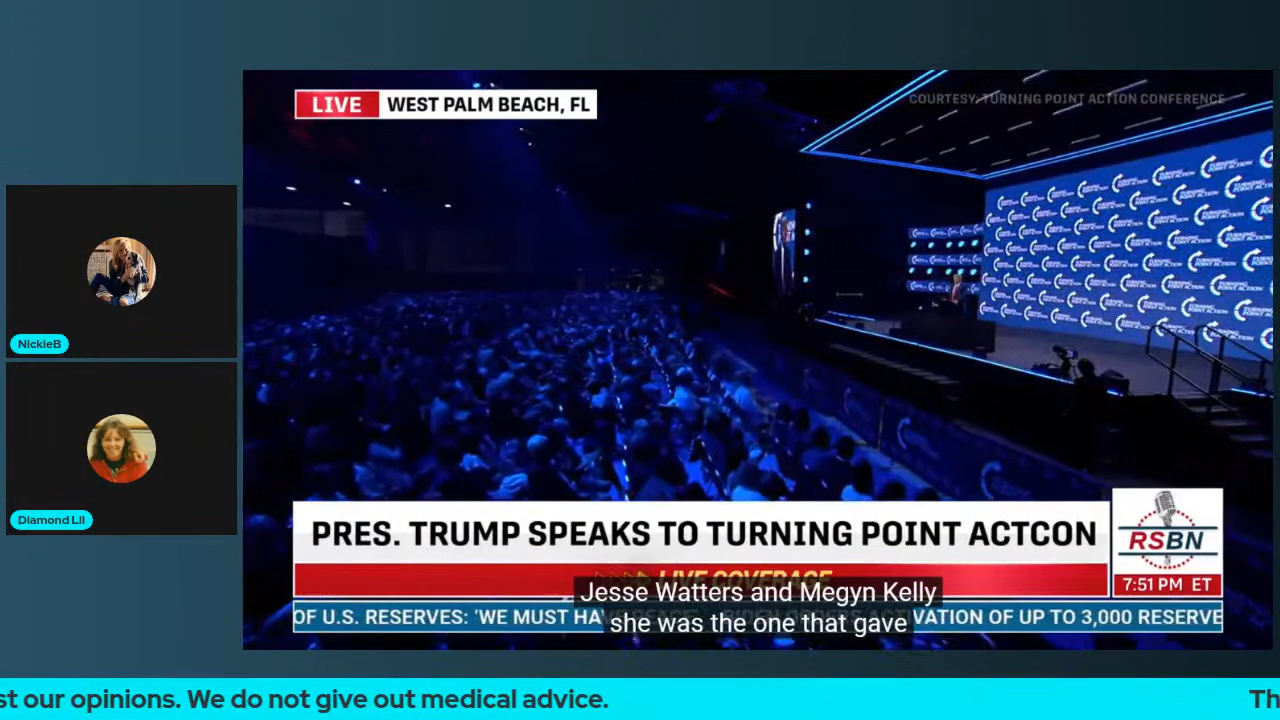 LIVE WEST PALM BEACH, FL
COURTESY: TURNING POINT ACTION CONFERENCE
NickieB
Diamond Lil
PRES. TRUMP SPEAKS TO TURNING POINT ACTCON
LIVE COVERAGE
RSBN
7:51 PM ET
Jesse Watters and Megyn Kelly
she was the one that gave
OF U.S. RESERVES: 'WE MUST HA VATION OF UP TO 3,000 RESERVE
st our opinions. We do not give out medical advice. Th